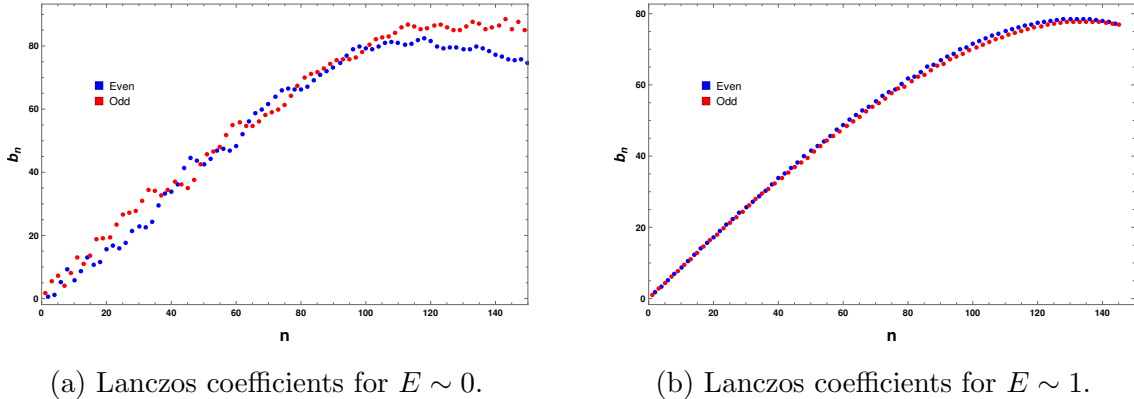 80
60
40
20
0
b_n
Even
Odd
0 20 40 60 80 100 120 140
n
80
60
40
20
0
b_n
Even
Odd
0 20 40 60 80 100 120 140
n
(a) Lanczos coefficients for E ∼ 0.
(b) Lanczos coefficients for E ∼ 1.